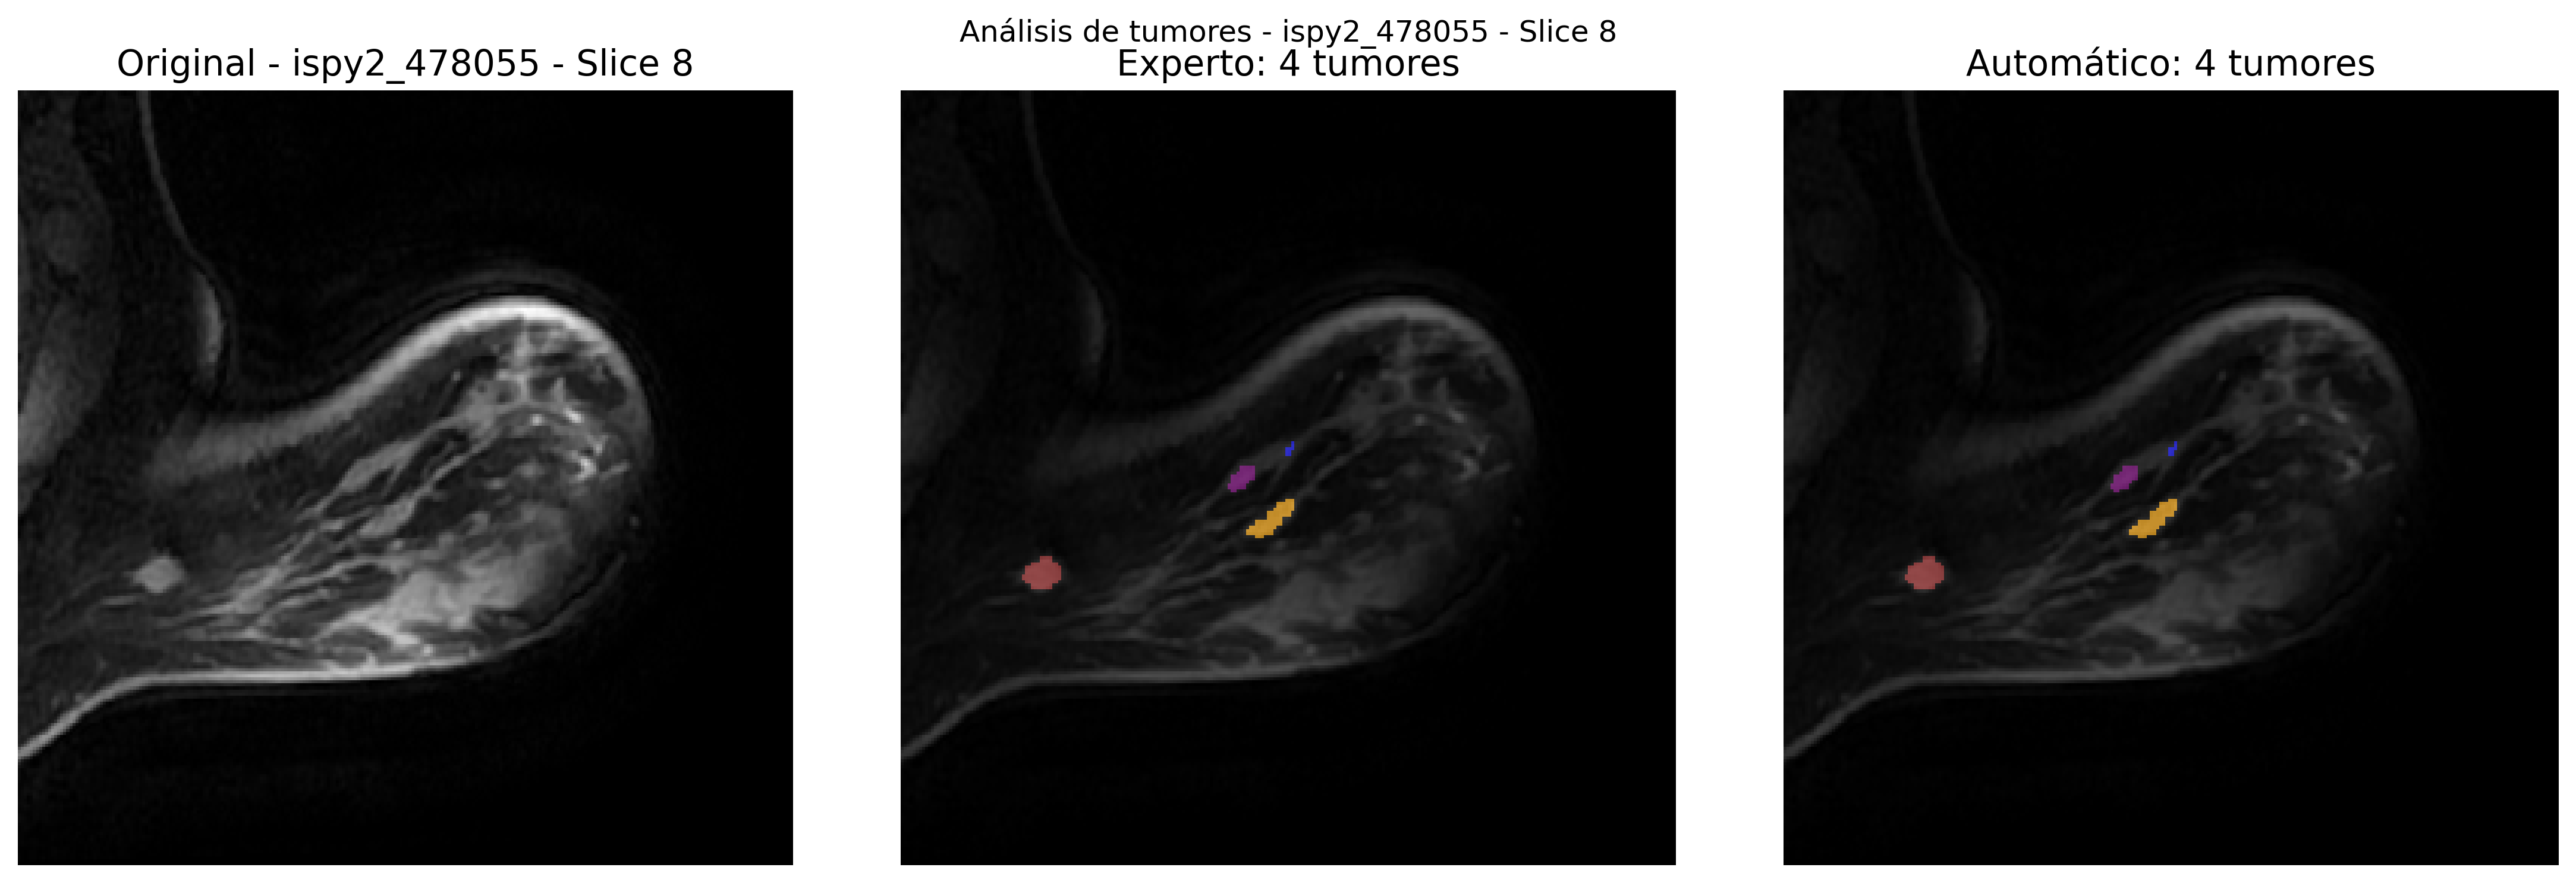 Análisis de tumores - ispy2_478055 - Slice 8
Original - ispy2_478055 - Slice 8
Experto: 4 tumores
Automático: 4 tumores